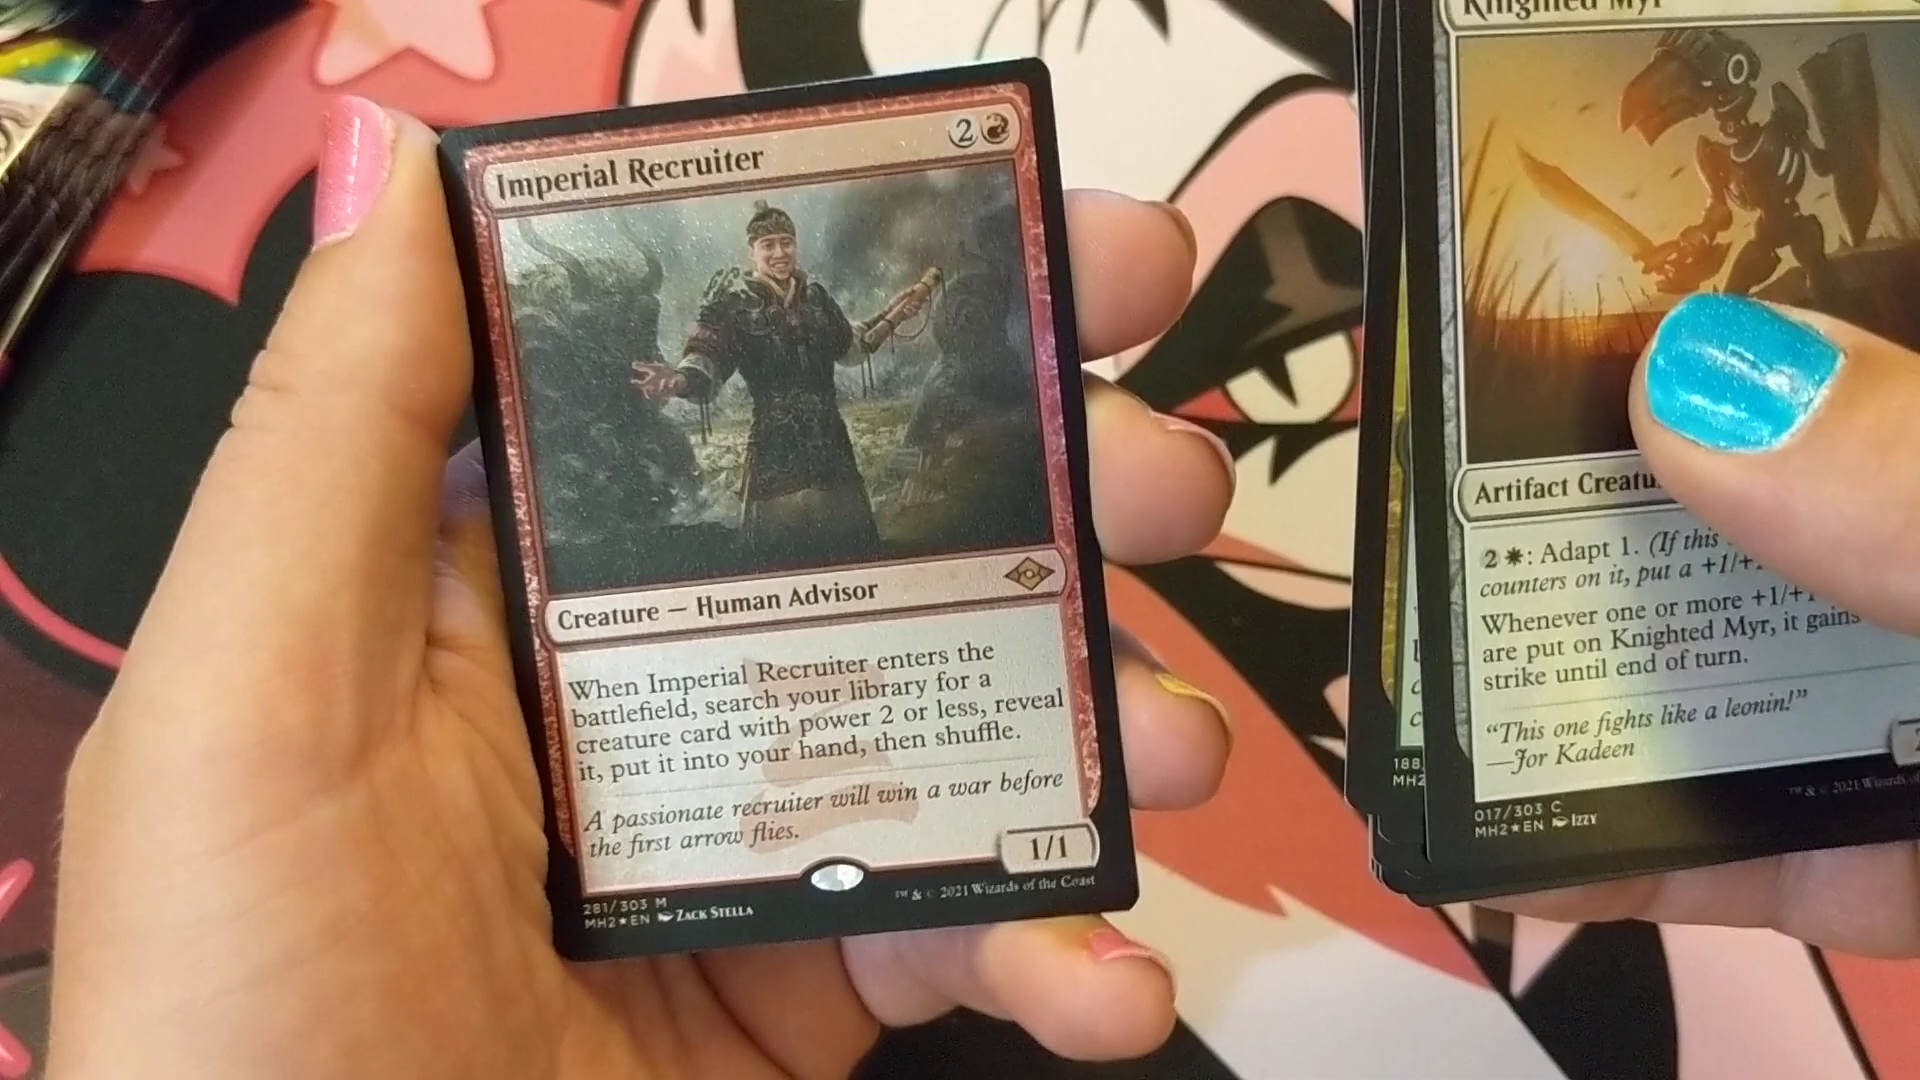 Imperial Recruiter
2
Creature — Human Advisor
When Imperial Recruiter enters the
battlefield, search your library for a
creature card with power 2 or less, reveal
it, put it into your hand, then shuffle.
A passionate recruiter will win a war before
the first arrow flies.
1/1
281/303 M
MH2★EN ZACK STELLA
™ & © 2021 Wizards of the Coast
Knighted Myr
Artifact Creatu
2: Adapt 1. (If this
counters on it, put a +1/+
Whenever one or more +1/+1
are put on Knighted Myr, it gains
strike until end of turn.
"This one fights like a leonin!"
—Jor Kadeen
017/303 C
MH2★EN IZZY
™ & © 2021 Wizards of
188
MH2